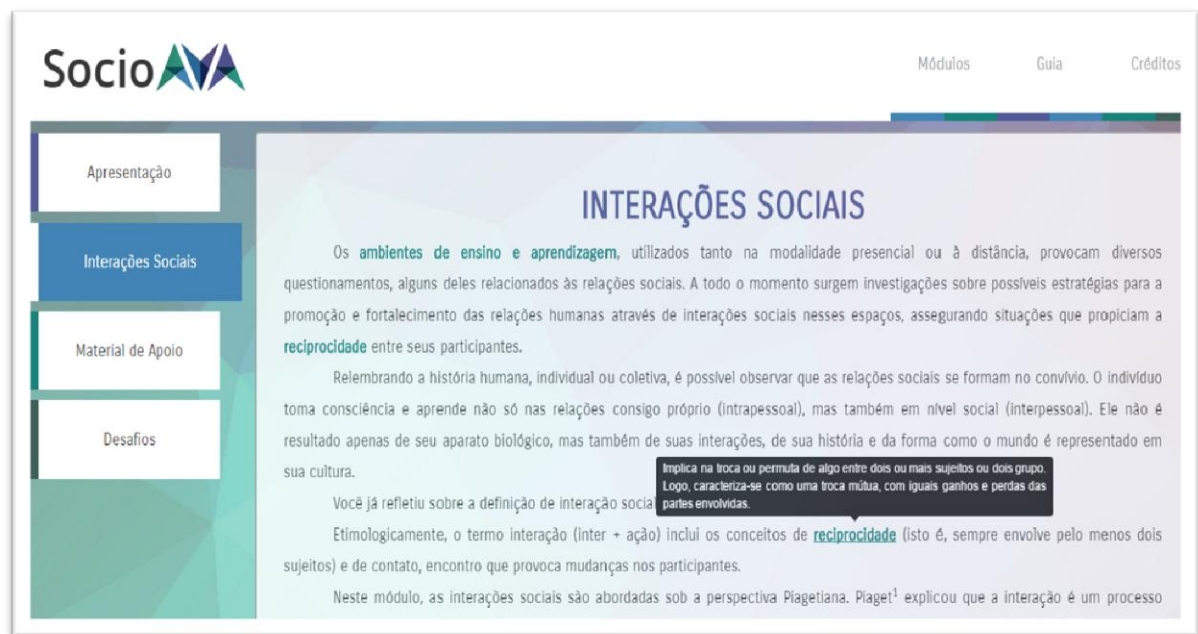 SocioAVA
Módulos Guia Créditos
Apresentação
Interações Sociais
Material de Apoio
Desafios
INTERAÇÕES SOCIAIS
Os ambientes de ensino e aprendizagem, utilizados tanto na modalidade presencial ou à distância, provocam diversos
questionamentos, alguns deles relacionados às relações sociais. A todo o momento surgem investigações sobre possíveis estratégias para a
promoção e fortalecimento das relações humanas através de interações sociais nesses espaços, assegurando situações que propiciam a
reciprocidade entre seus participantes.
Relembrando a história humana, individual ou coletiva, é possível observar que as relações sociais se formam no convívio. O indivíduo
toma consciência e aprende não só nas relações consigo próprio (intrapessoal), mas também em nível social (interpessoal). Ele não é
resultado apenas de seu aparato biológico, mas também de suas interações, de sua história e da forma como o mundo é representado em
sua cultura.
Implica na troca ou permuta de algo entre dois ou mais sujeitos ou dois grupo.
Logo, caracteriza-se como uma troca mútua, com iguais ganhos e perdas das
partes envolvidas.
Você já refletiu sobre a definição de interação social
Etimologicamente, o termo interação (inter + ação) inclui os conceitos de reciprocidade (isto é, sempre envolve pelo menos dois
sujeitos) e de contato, encontro que provoca mudanças nos participantes.
Neste módulo, as interações sociais são abordadas sob a perspectiva Piagetiana. Piaget¹ explicou que a interação é um processo